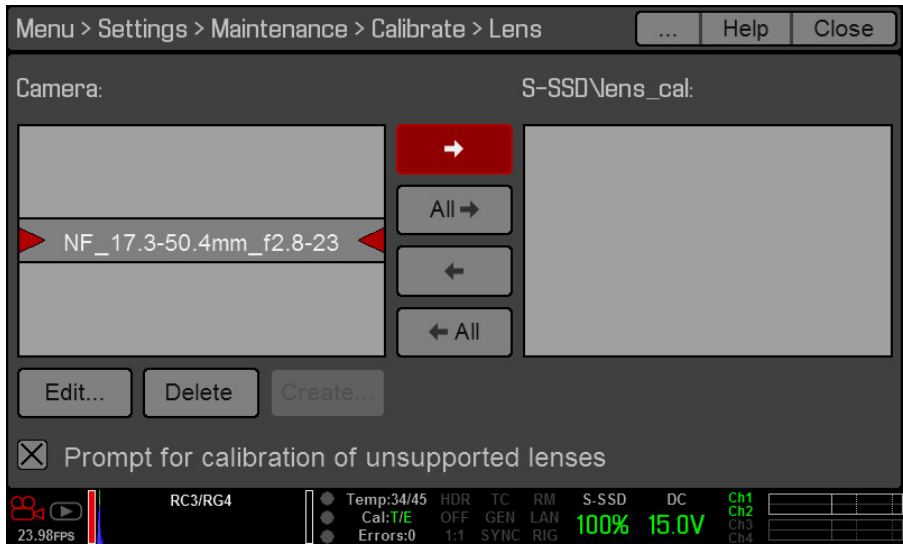 Menu > Settings > Maintenance > Calibrate > Lens ... Help Close
Camera: S-SSD\lens_cal:
All
NF_17.3-50.4mm_f2.8-23
All
Edit... Delete Create...
Prompt for calibration of unsupported lenses
RC3/RG4 Temp:34/45 HDR TC RM S-SSD DC Ch1
Cal:T/E OFF GEN LAN 100% 15.0V Ch2
23.98FPS Errors:0 1:1 SYNC RIG Ch3
Ch4